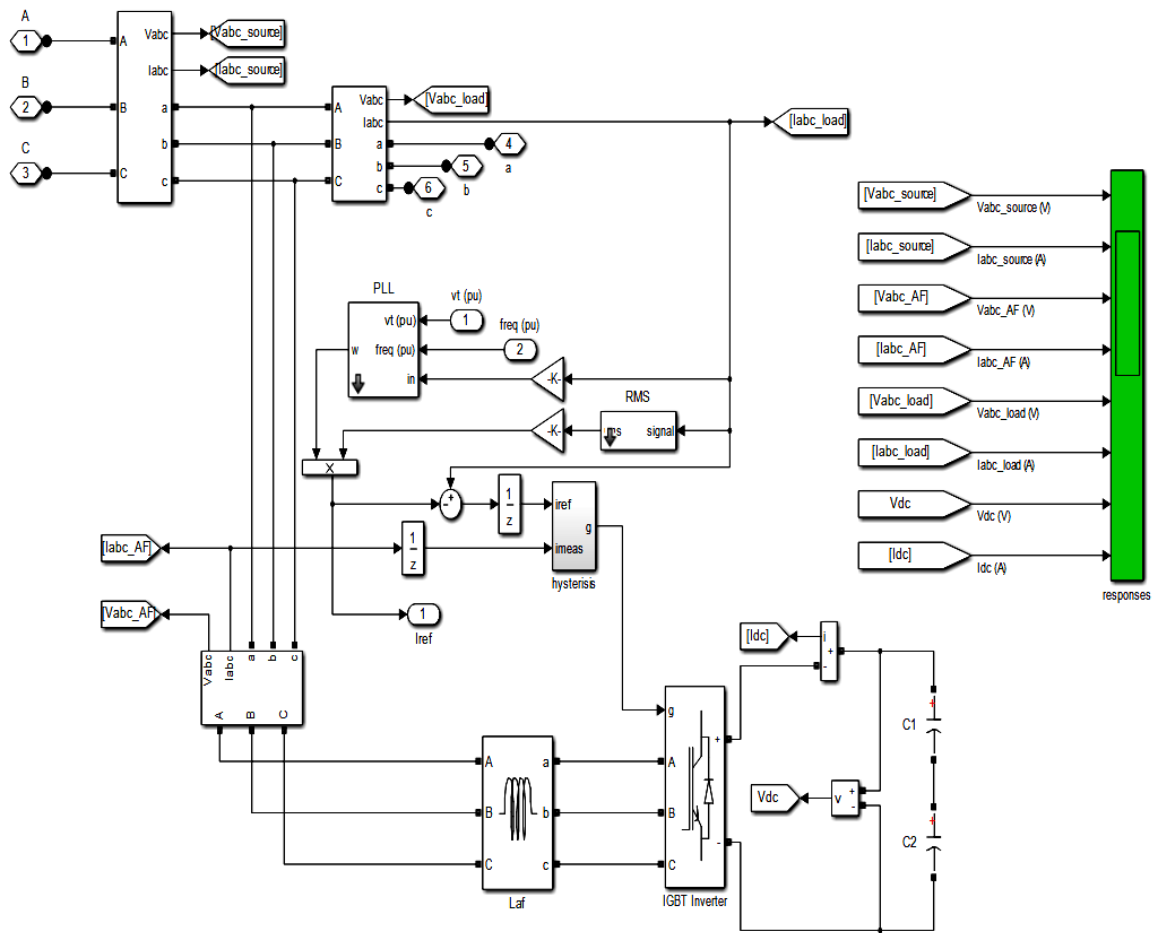 A
1
A
Vabc
[Vabc_source]
Iabc
[Iabc_source]
B
2
B
a
b
C
3
C
c
A
Vabc
[Vabc_load]
Iabc
[Iabc_load]
B
a
4
a
b
5
b
C
c
6
c
[Vabc_source]
Vabc_source (V)
[Iabc_source]
Iabc_source (A)
[Vabc_AF]
Vabc_AF (V)
[Iabc_AF]
Iabc_AF (A)
[Vabc_load]
Vabc_load (V)
[Iabc_load]
Iabc_load (A)
Vdc
Vdc (V)
[Idc]
Idc (A)
responses
PLL
vt (pu)
vt (pu)
1
freq (pu)
w
freq (pu)
2
in
-K-
RMS
-K-
signal
X
- +
1
z
iref
g
imeas
hysterisis
[Iabc_AF]
1
z
[Vabc_AF]
1
Iref
Vabc
Iabc
a
b
c
A
B
C
A
a
B
b
C
c
Laf
g
+
A
B
-
C
IGBT Inverter
[Idc]
i
+
-
+
C1
Vdc
v
+
-
+
C2